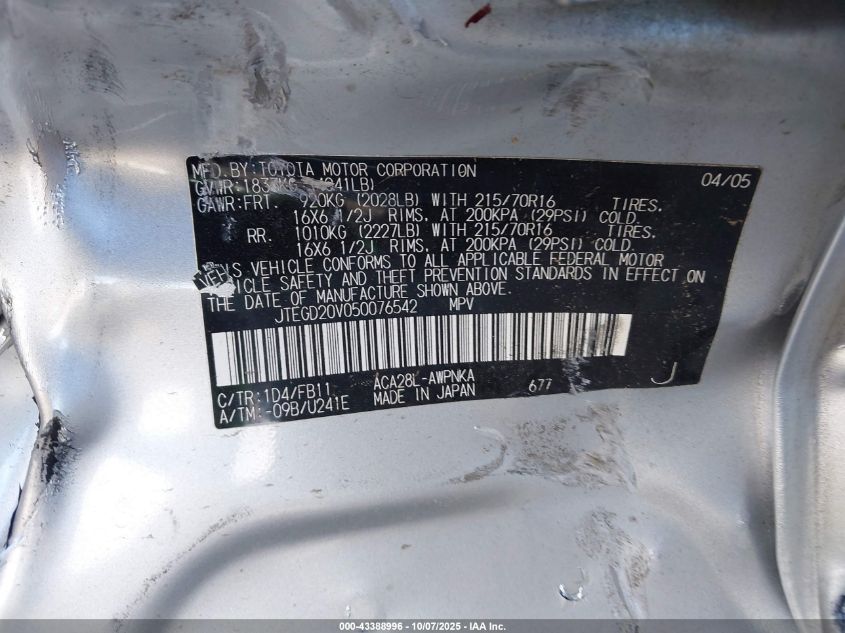 MFD. BY: TOYOTA MOTOR CORPORATION 04/05
GVWR: 183 941LB)
GAWR: FRT. 920KG (2028LB) WITH 215/70R16 TIRES.
16X6 1/2J RIMS. AT 200KPA (29PSI) COLD.
RR. 1010KG (2227LB) WITH 215/70R16 TIRES.
16X6 1/2J RIMS. AT 200KPA (29PSI) COLD.
VEHICLE CONFORMS TO ALL APPLICABLE FEDERAL MOTOR
VEHICLE SAFETY AND THEFT PREVENTION STANDARDS IN EFFECT ON
THE DATE OF MANUFACTURE SHOWN ABOVE.
JTEGD20V050076542 MPV
C/TR: 1D4/FB11 ACA28L-AWPNKA 677 J
A/TM: -09B/U241E MADE IN JAPAN
000-43388996 - 10/07/2025 - IAA Inc.